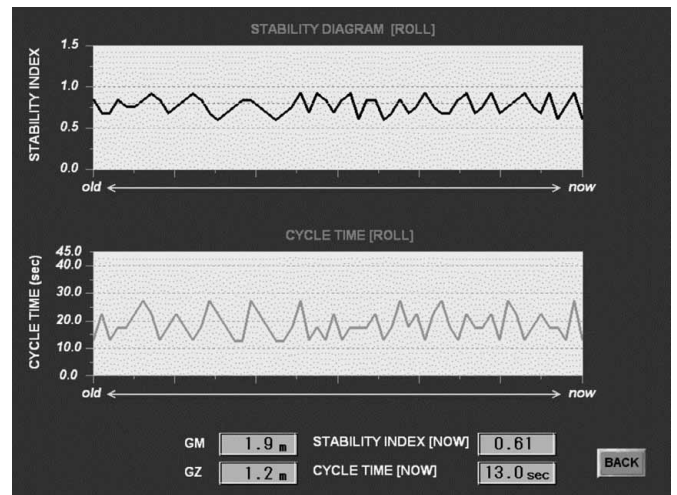 STABILITY DIAGRAM [ROLL]
STABILITY INDEX
1.5
1.0
0.5
0.0
old
now
CYCLE TIME [ROLL]
CYCLE TIME (sec)
45.0
40.0
30.0
20.0
10.0
0.0
old
now
GM 1.9 m STABILITY INDEX [NOW] 0.61
GZ 1.2 m CYCLE TIME [NOW] 13.0 sec
BACK